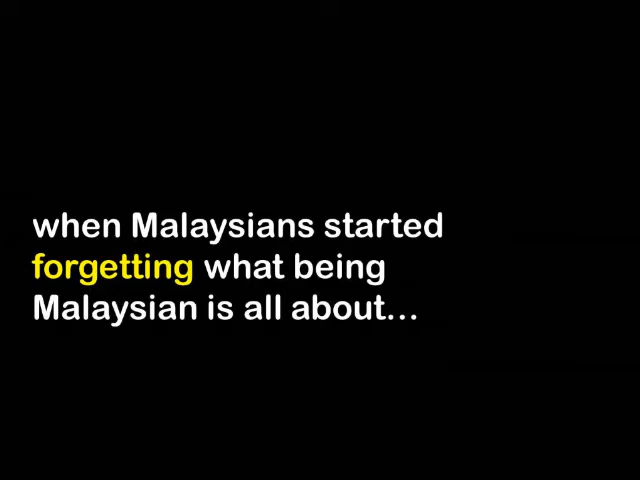 when Malaysians started
forgetting what being
Malaysian is all about...